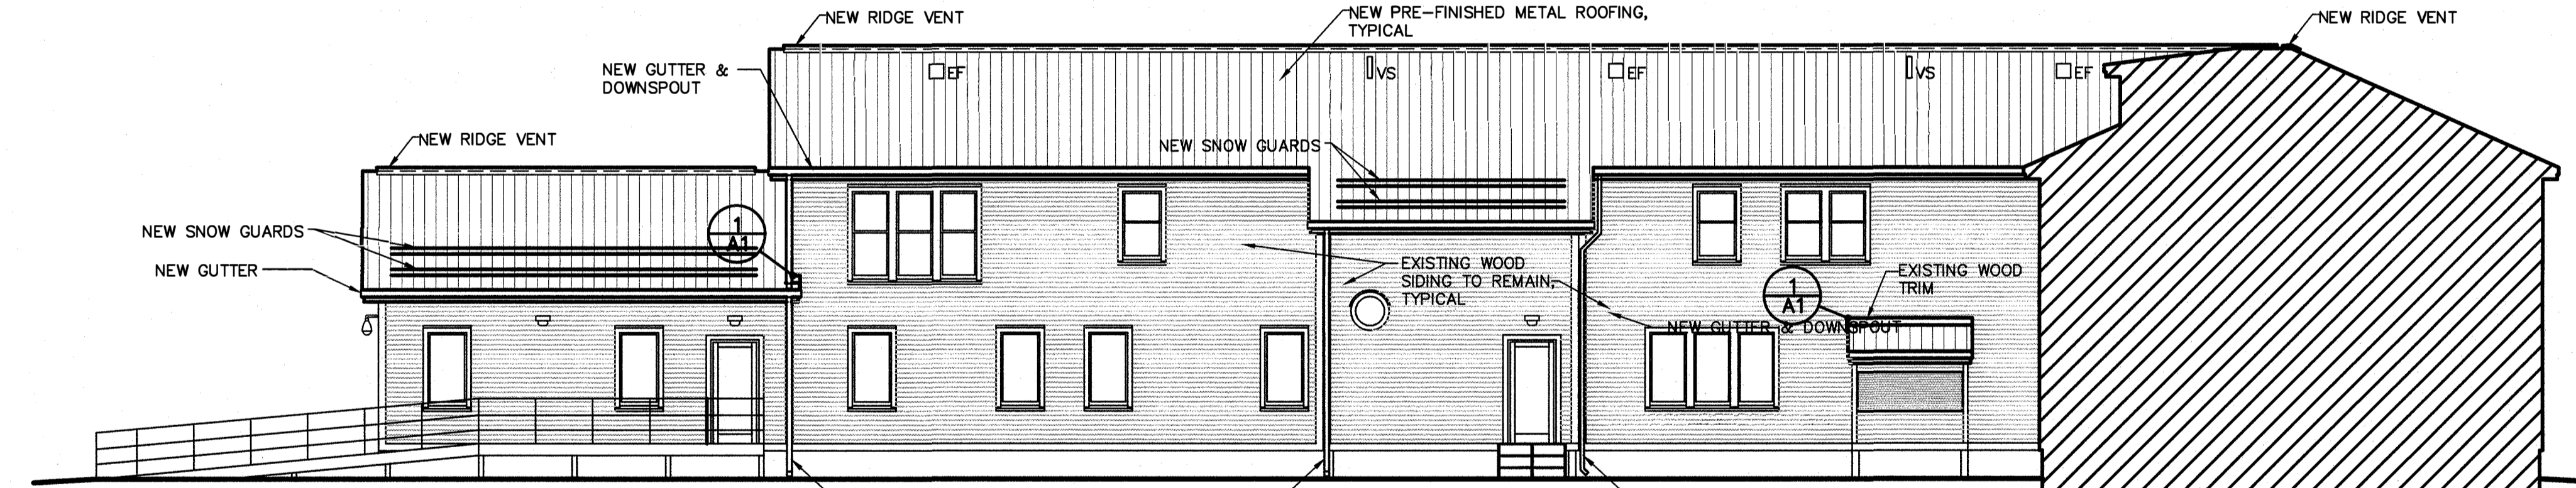 NEW RIDGE VENT
NEW PRE-FINISHED METAL ROOFING,
TYPICAL
NEW RIDGE VENT
NEW GUTTER &
DOWNSPOUT
EF
VS
EF
VS
EF
NEW RIDGE VENT
NEW SNOW GUARDS
NEW SNOW GUARDS
NEW GUTTER
1
A1
EXISTING WOOD
SIDING TO REMAIN,
TYPICAL
1
A1
EXISTING WOOD
TRIM
NEW GUTTER & DOWNSPOUT